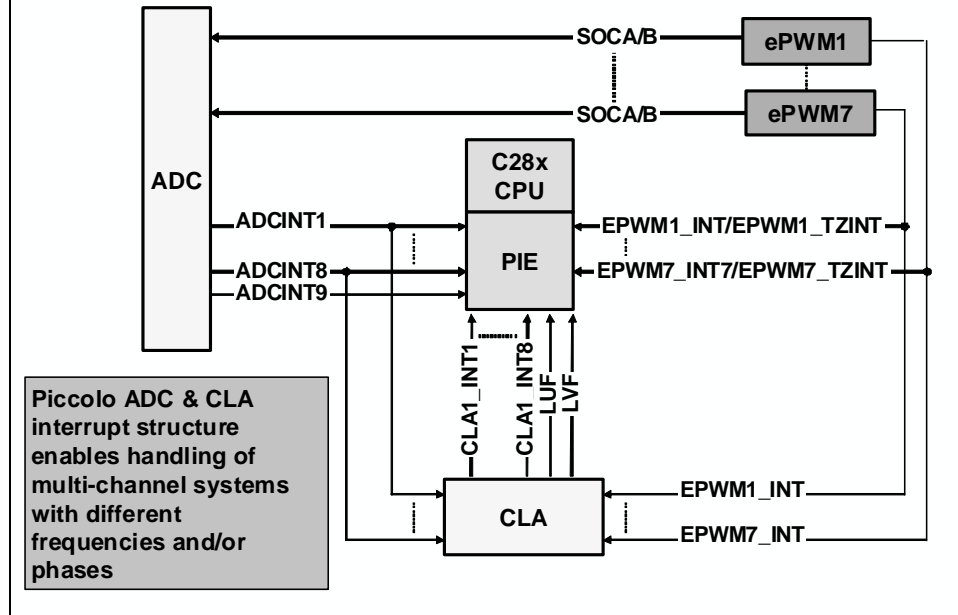 SOCA/B
ePWM1
SOCA/B
ePWM7
ADC
C28x
CPU
PIE
ADCINT1
ADCINT8
ADCINT9
EPWM1_INT/EPWM1_TZINT
EPWM7_INT7/EPWM7_TZINT
CLA1_INT1
CLA1_INT8
LUF
LVF
Piccolo ADC & CLA
interrupt structure
enables handling of
multi-channel systems
with different
frequencies and/or
phases
CLA
EPWM1_INT
EPWM7_INT